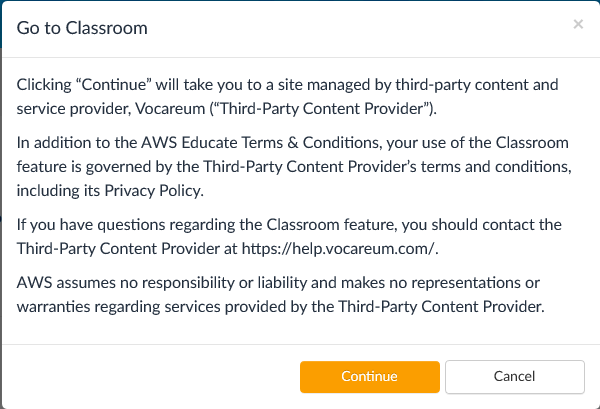 Go to Classroom
×
Clicking “Continue” will take you to a site managed by third-party content and
service provider, Vocareum (“Third-Party Content Provider”).
In addition to the AWS Educate Terms & Conditions, your use of the Classroom
feature is governed by the Third-Party Content Provider’s terms and conditions,
including its Privacy Policy.
If you have questions regarding the Classroom feature, you should contact the
Third-Party Content Provider at https://help.vocareum.com/.
AWS assumes no responsibility or liability and makes no representations or
warranties regarding services provided by the Third-Party Content Provider.
Continue
Cancel